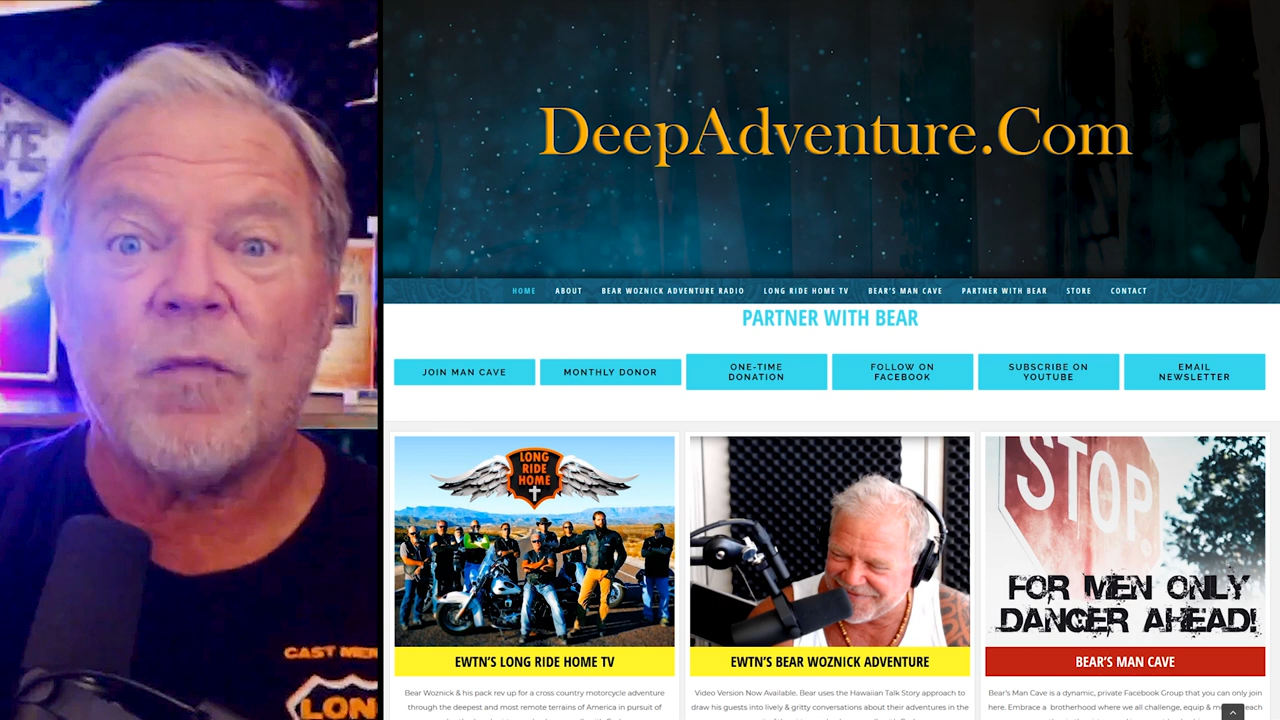 VE
CAST MEM
LON
DeepAdventure.Com
HOME ABOUT BEAR WOZNICK ADVENTURE RADIO LONG RIDE HOME TV BEAR'S MAN CAVE PARTNER WITH BEAR STORE CONTACT
PARTNER WITH BEAR
JOIN MAN CAVE
MONTHLY DONOR
ONE-TIME
DONATION
FOLLOW ON
FACEBOOK
SUBSCRIBE ON
YOUTUBE
EMAIL
NEWSLETTER
LONG
RIDE
HOME
EWTN'S LONG RIDE HOME TV
Bear Woznick & his pack rev up for a cross country motorcycle adventure
through the deepest and most remote terrains of America in pursuit of
EWTN'S BEAR WOZNICK ADVENTURE
Video Version Now Available. Bear uses the Hawaiian Talk Story approach to
draw his guests into lively & gritty conversations about their adventures in the
STOP
FOR MEN ONLY
DANGER AHEAD!
BEAR'S MAN CAVE
Bear's Man Cave is a dynamic, private Facebook Group that you can only join
here. Embrace a brotherhood where we all challenge, equip &